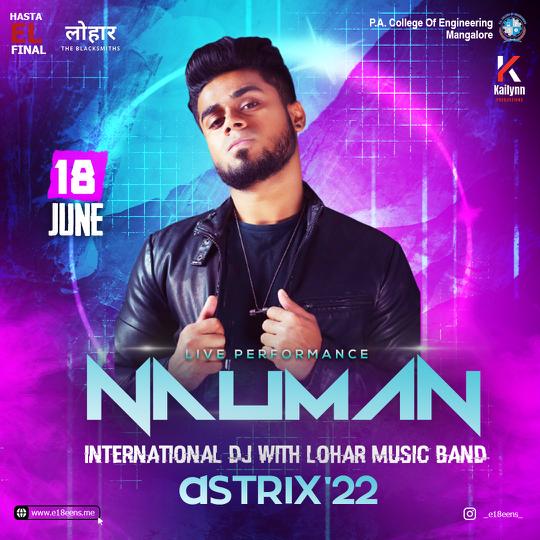 HASTA
EL
FINAL
लोहार
THE BLACKSMITHS
P.A. College Of Engineering
Mangalore
K
Kailynn
PRODUCTIONS
18
JUNE
LIVE PERFORMANCE
NAUMAN
INTERNATIONAL DJ WITH LOHAR MUSIC BAND
ASTRIX '22
www.e18eens.me
_e18eens_